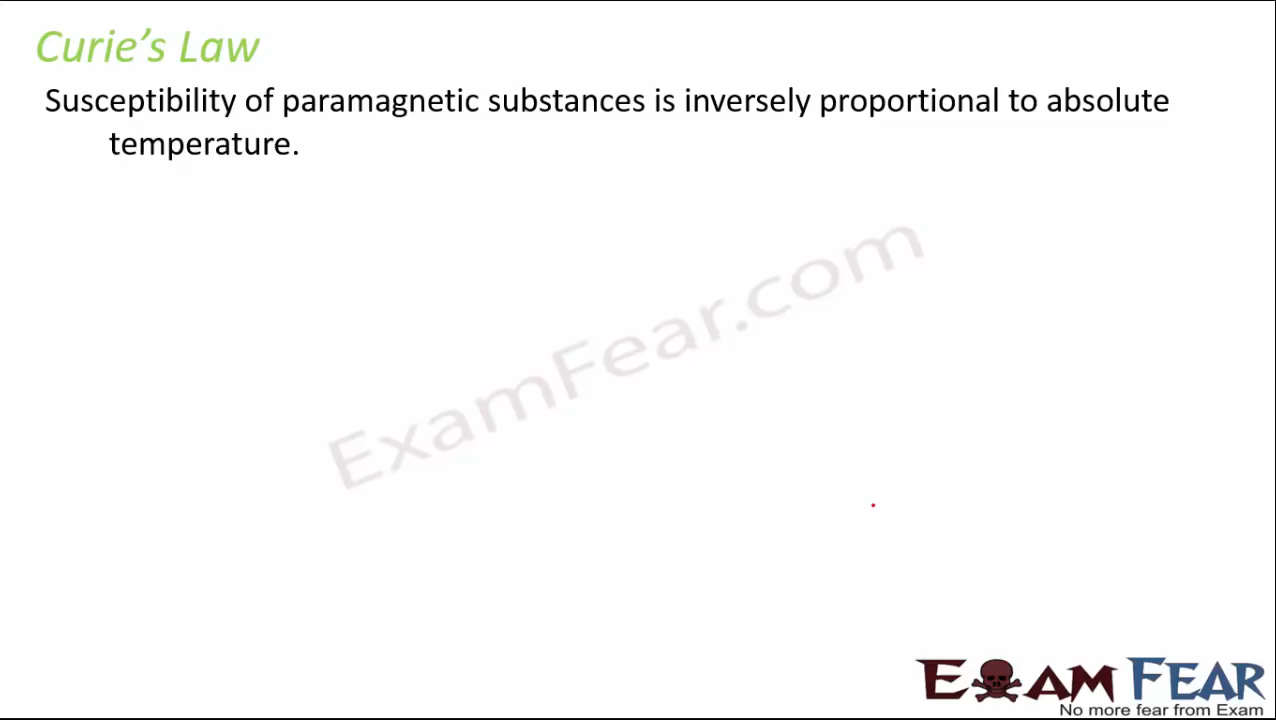 Curie’s Law
Susceptibility of paramagnetic substances is inversely proportional to absolute
temperature.
ExamFear.com
EXAM FEAR
No more fear from Exam